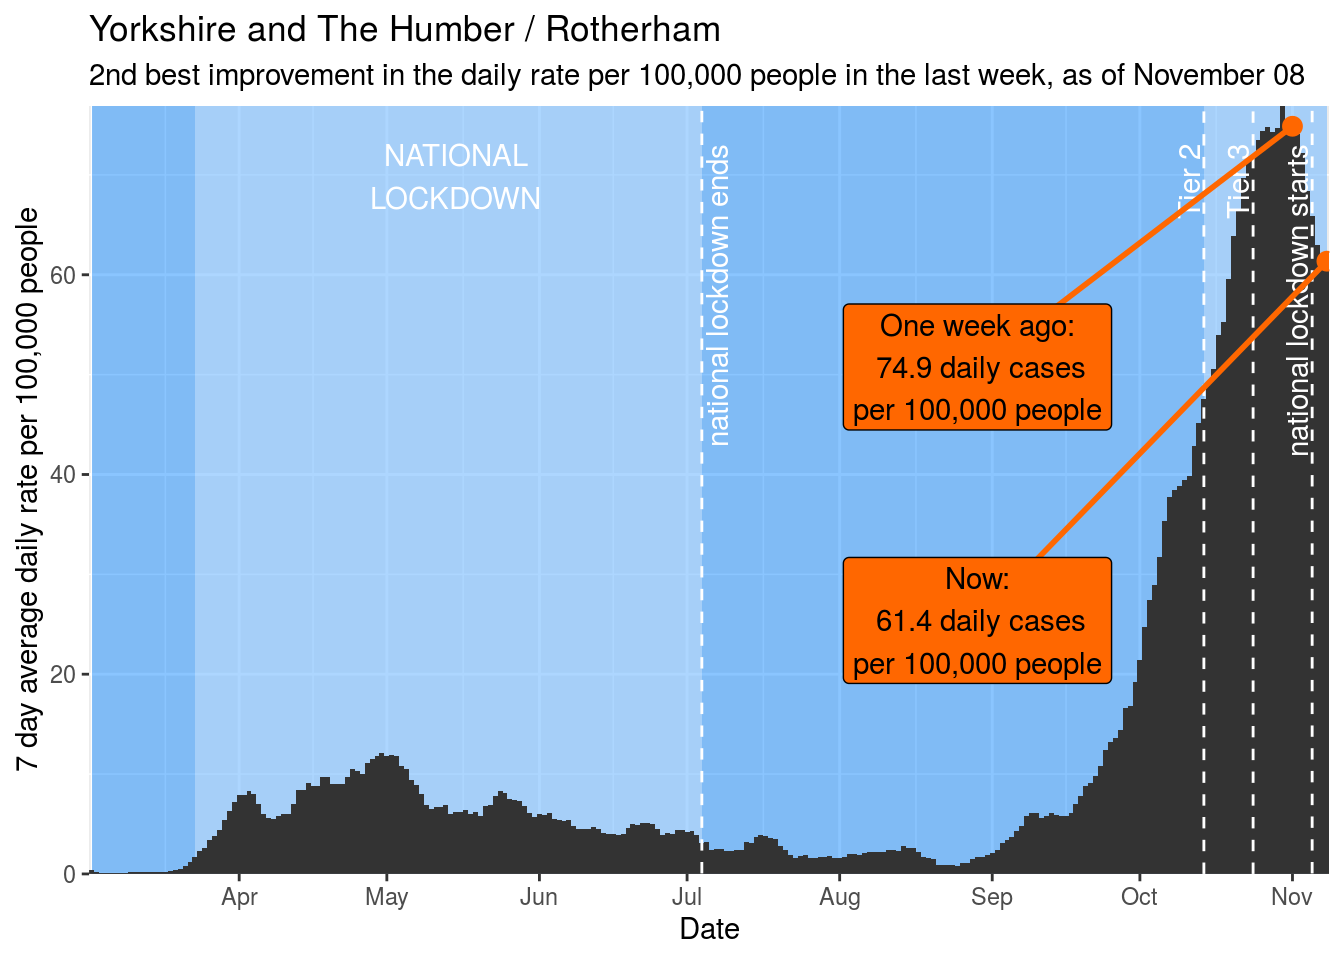 Yorkshire and The Humber / Rotherham
2nd best improvement in the daily rate per 100,000 people in the last week, as of November 08
7 day average daily rate per 100,000 people
60
40
20
0
NATIONAL
LOCKDOWN
national lockdown ends
Tier 2
Tier 3
national lockdown starts
One week ago:
74.9 daily cases
per 100,000 people
Now:
61.4 daily cases
per 100,000 people
Apr
May
Jun
Jul
Aug
Sep
Oct
Nov
Date